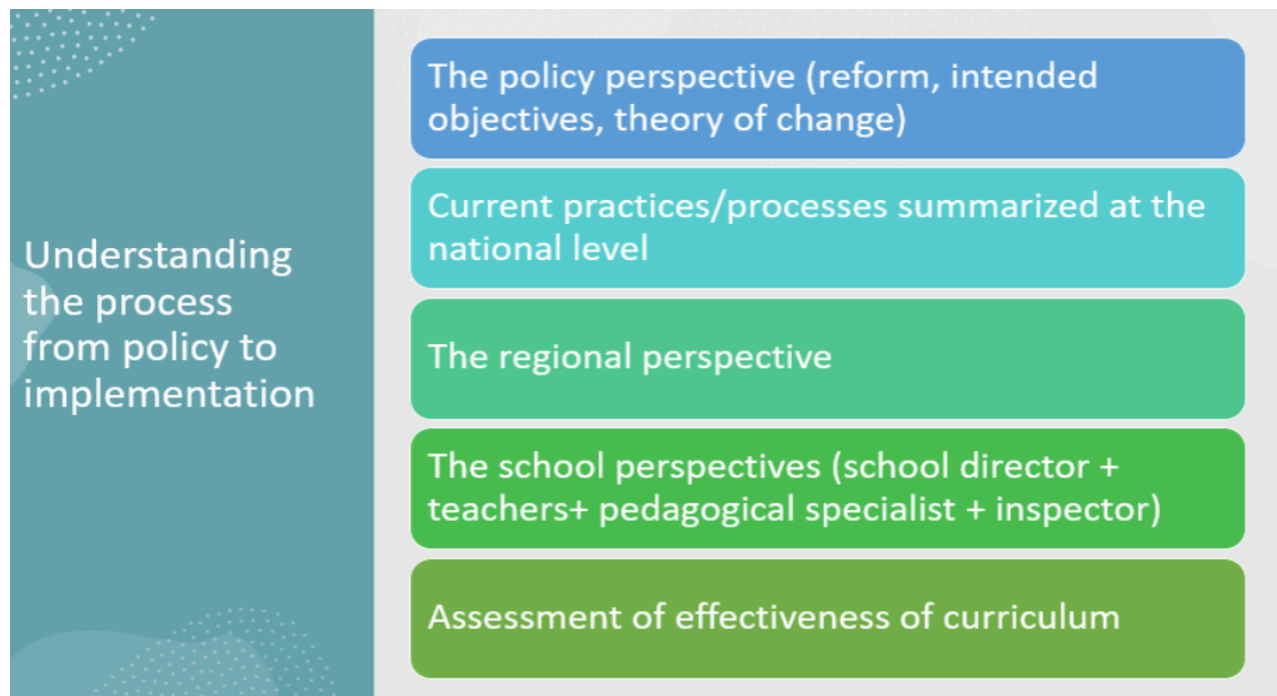 Understanding
the process
from policy to
implementation
The policy perspective (reform, intended
objectives, theory of change)
Current practices/processes summarized at the
national level
The regional perspective
The school perspectives (school director +
teachers+ pedagogical specialist + inspector)
Assessment of effectiveness of curriculum